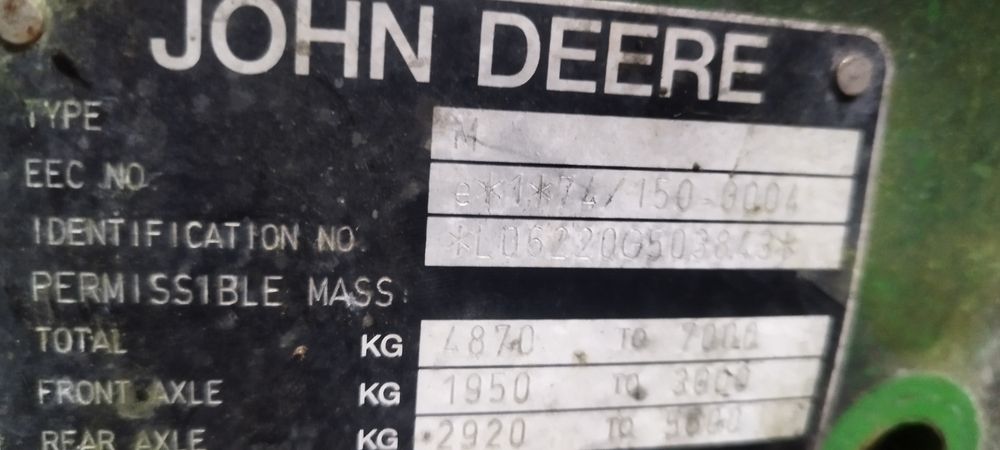 JOHN DEERE
TYPE M
EEC NO. e*1*74/150-0004
IDENTIFICATION NO. *L06220G503843*
PERMISSIBLE MASS:
TOTAL KG 4870 TO 7000
FRONT AXLE KG 1950 TO 3000
REAR AXLE KG 2920 TO